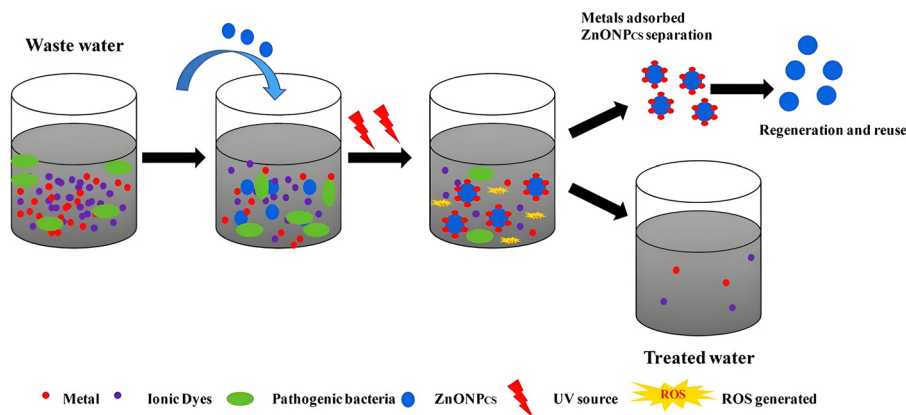 Waste water
Metals adsorbed
ZnONPCS separation
Regeneration and reuse
Treated water
Metal
Ionic Dyes
Pathogenic bacteria
ZnONPCS
UV source
ROS
ROS generated